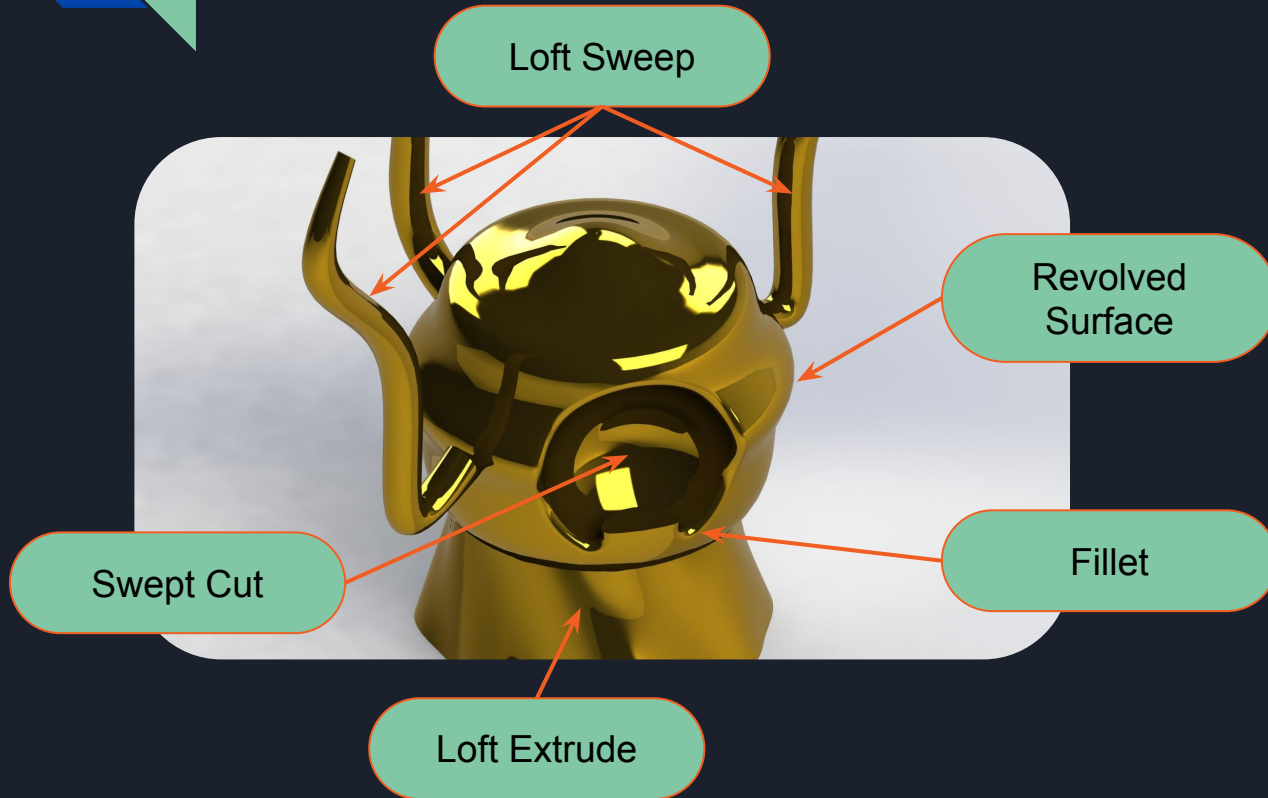 Loft Sweep
Revolved
Surface
Swept Cut
Fillet
Loft Extrude